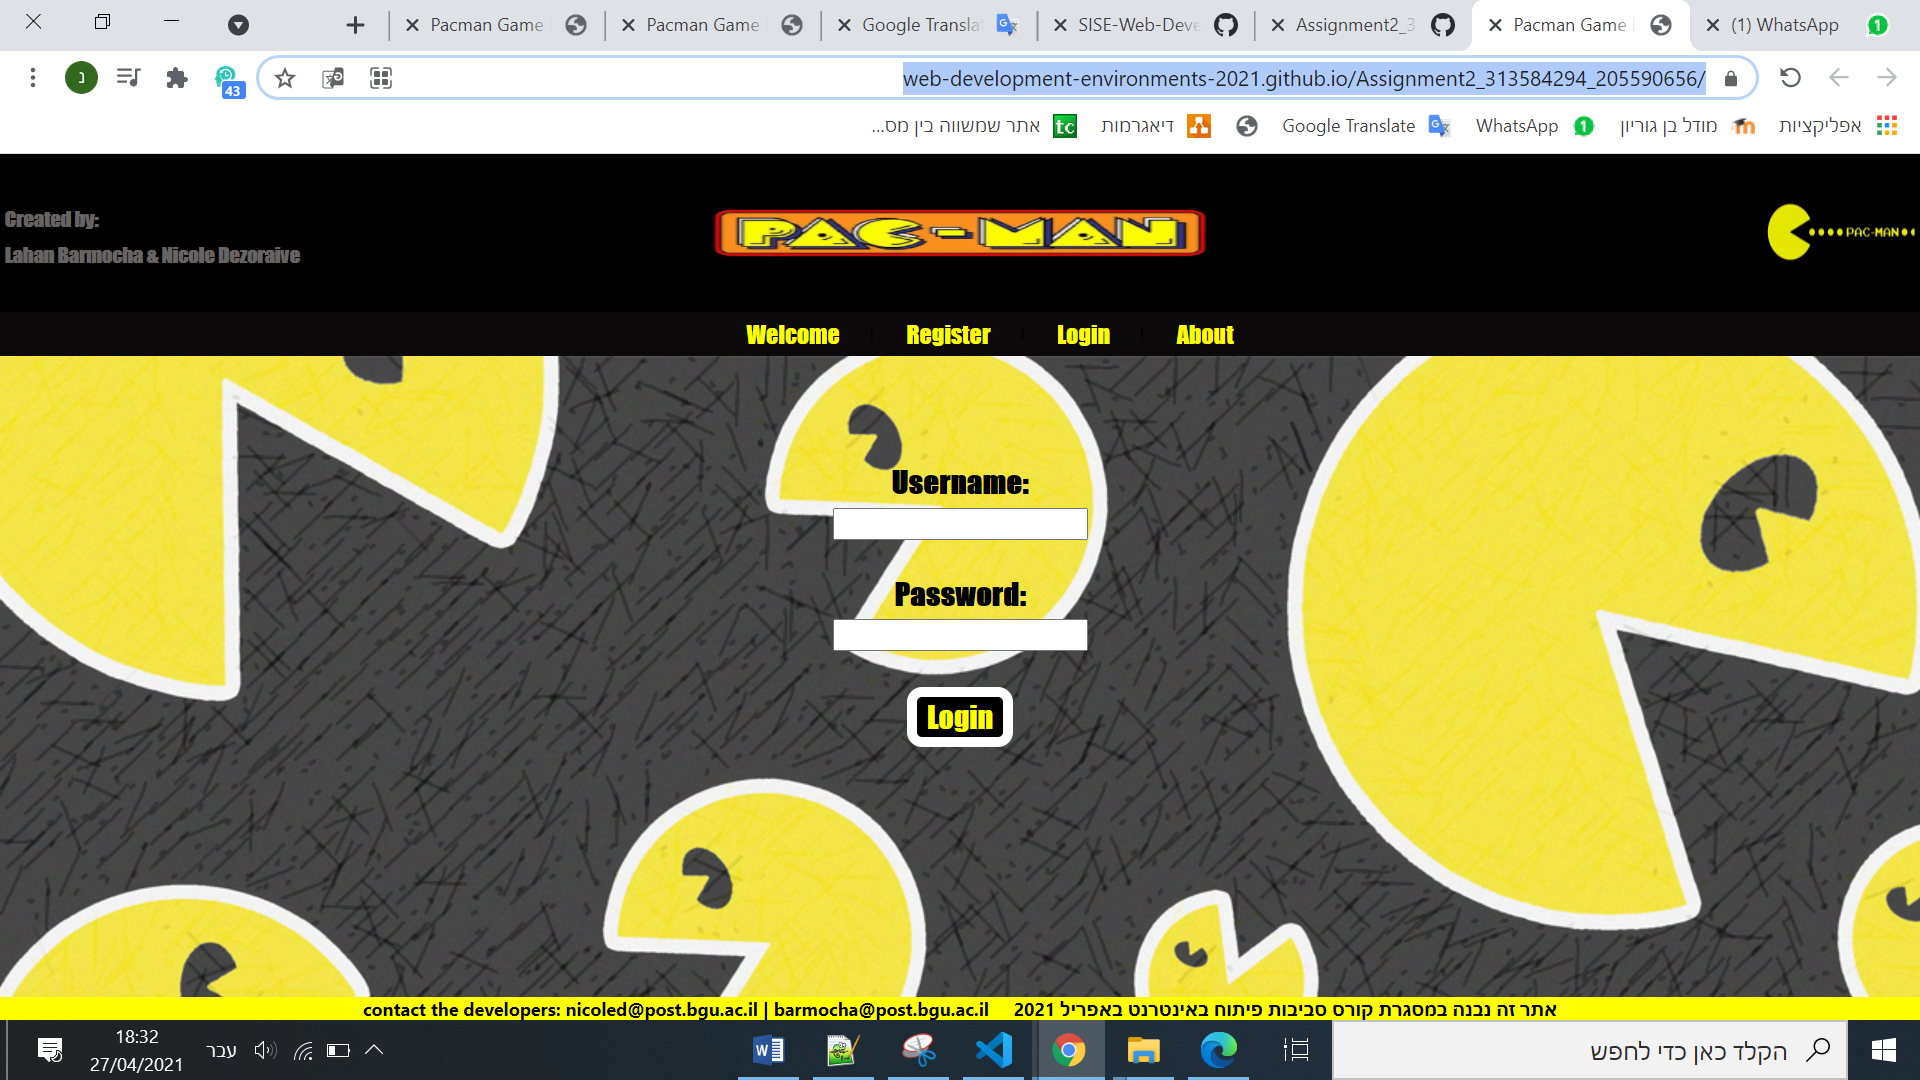 Pacman Game
Pacman Game
Google Transla
SISE-Web-Deve
Assignment2_3
Pacman Game
(1) WhatsApp
1
נ
43
web-development-environments-2021.github.io/Assignment2_313584294_205590656/
אפליקציות
מודל בן גוריון
WhatsApp
1
Google Translate
דיאגרמות
tc
אתר שמשווה בין מס...
Created by:
Lahan Barmocha & Nicole Dezoraive
PAC-MAN
PAC-MAN
Welcome
Register
Login
About
Username:
Password:
Login
contact the developers: nicoled@post.bgu.ac.il | barmocha@post.bgu.ac.il
אתר זה נבנה במסגרת קורס סביבות פיתוח באינטרנט באפריל 2021
18:32
27/04/2021
עבר
הקלד כאן כדי לחפש